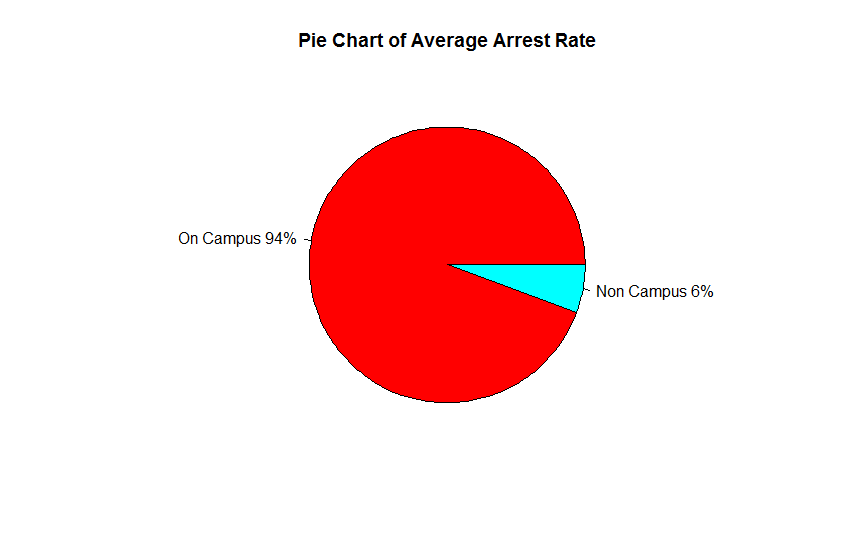 Pie Chart of Average Arrest Rate
On Campus 94%
Non Campus 6%